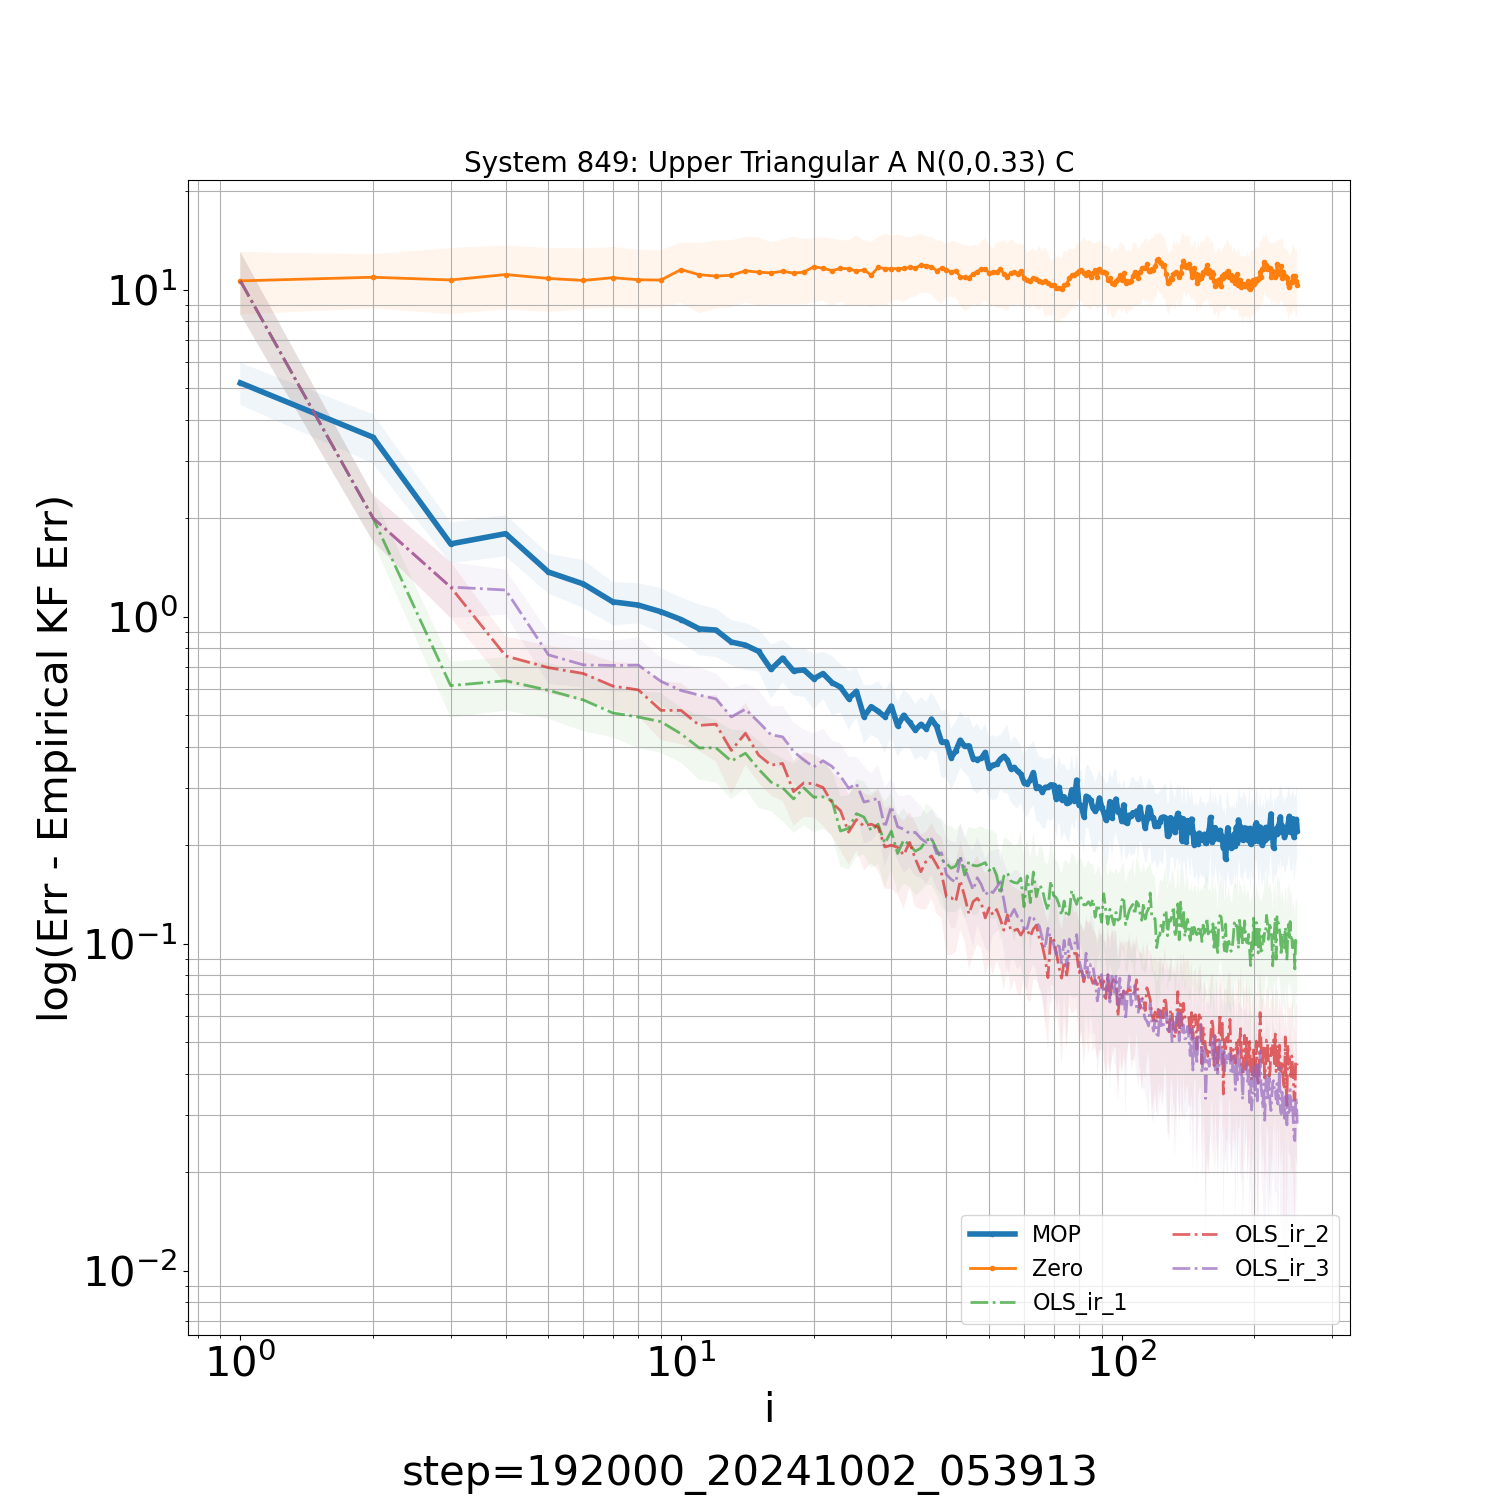 System 849: Upper Triangular A N(0,0.33) C
log(Err - Empirical KF Err)
10¹
10⁰
10⁻¹
10⁻²
MOP
Zero
OLS_ir_1
OLS_ir_2
OLS_ir_3
10⁰ 10¹ 10²
i
step=192000_20241002_053913